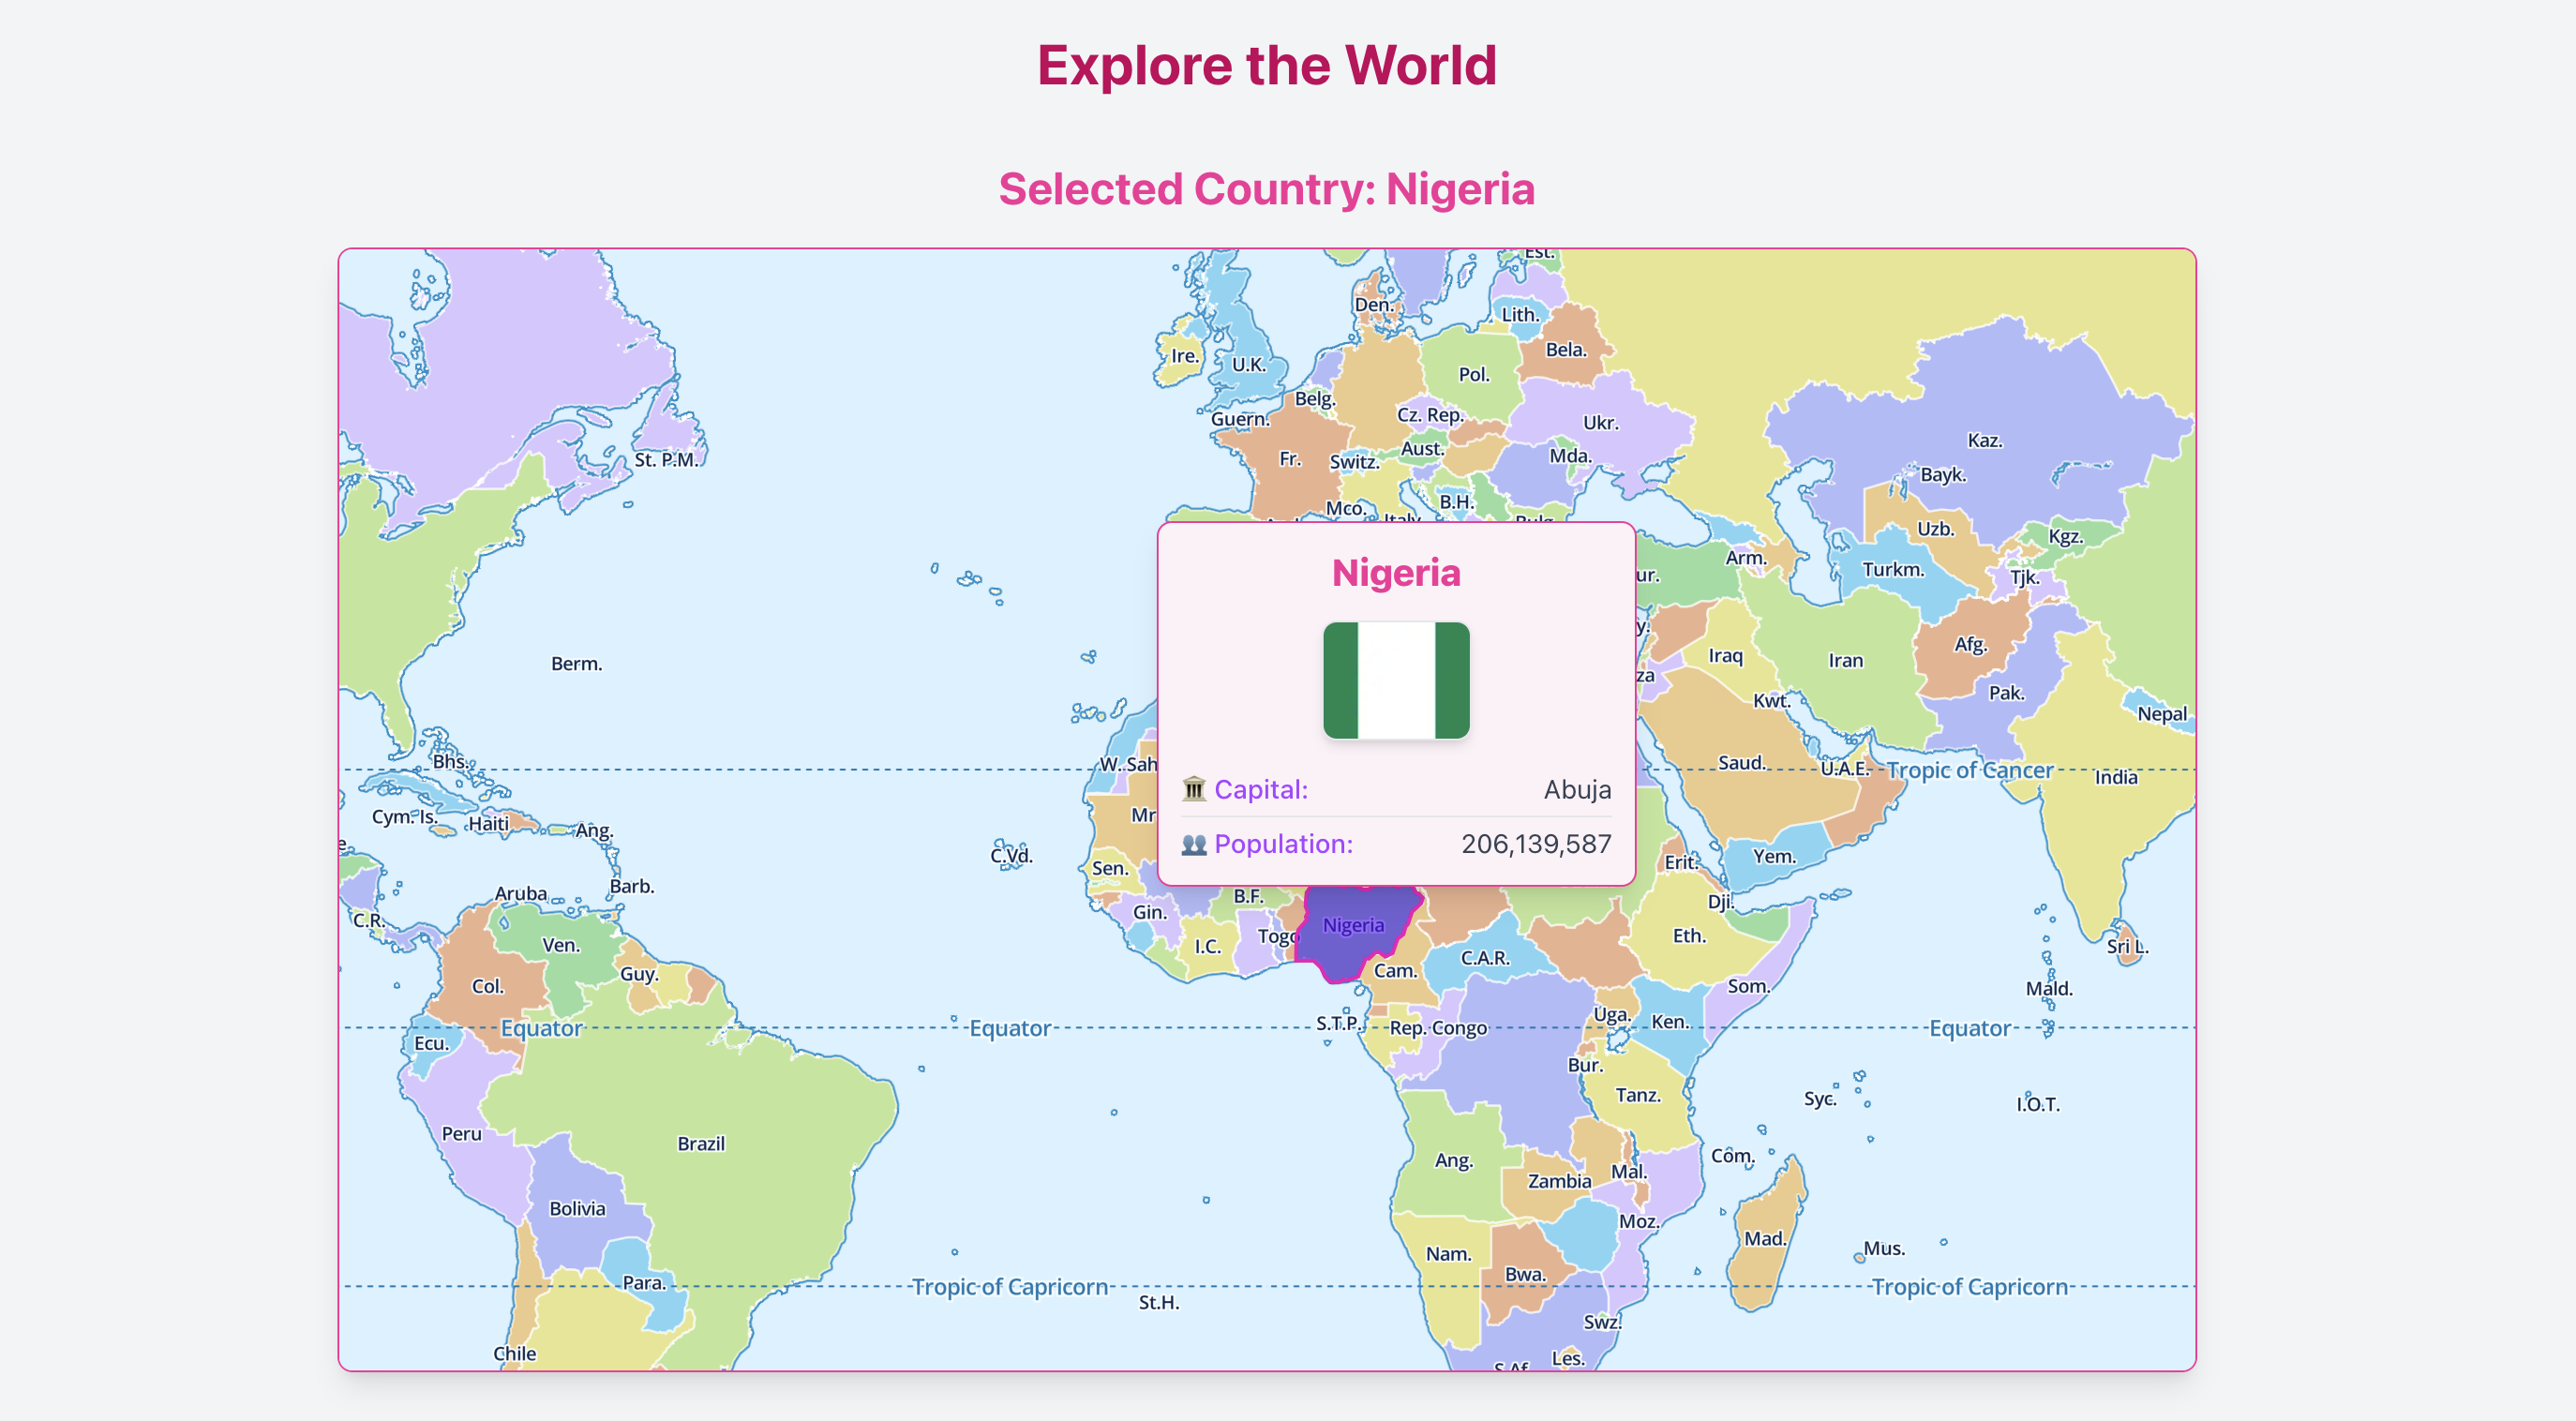 Explore the World
Selected Country: Nigeria
Est.
Den.
Lith.
Ire.
U.K.
Bela.
Pol.
Belg.
Guern.
Cz. Rep.
Ukr.
Kaz.
St. P.M.
Fr.
Switz.
Aust.
Mda.
Bayk.
Mco.
Italy
B.H.
Bulg.
Uzb.
Kgz.
Nigeria
Arm.
Turkm.
Tjk.
ur.
y.
Berm.
Iraq
Iran
Afg.
za
Kwt.
Pak.
Nepal
Bhs.
W. Sah
Saud.
U.A.E.
Tropic of Cancer
India
🏛️ Capital: Abuja
Cym. Is.
Haiti
Ang.
Mr
👥 Population: 206,139,587
e.
C.Vd.
Sen.
Erit.
Yem.
Aruba
Barb.
B.F.
Dji.
C.R.
Gin.
Ven.
I.C.
Togo
Nigeria
Eth.
Sri L.
Col.
Guy.
Cam.
C.A.R.
Som.
Mald.
Equator
Equator
S.T.P.
Rep. Congo
Uga.
Ken.
Equator
Ecu.
Bur.
Tanz.
Syc.
I.O.T.
Peru
Brazil
Ang.
Mal.
Com.
Zambia
Bolivia
Moz.
Mad.
Mus.
Nam.
Bwa.
Para.
Tropic of Capricorn
Tropic of Capricorn
St.H.
Swz.
Chile
Les.
S.Af.